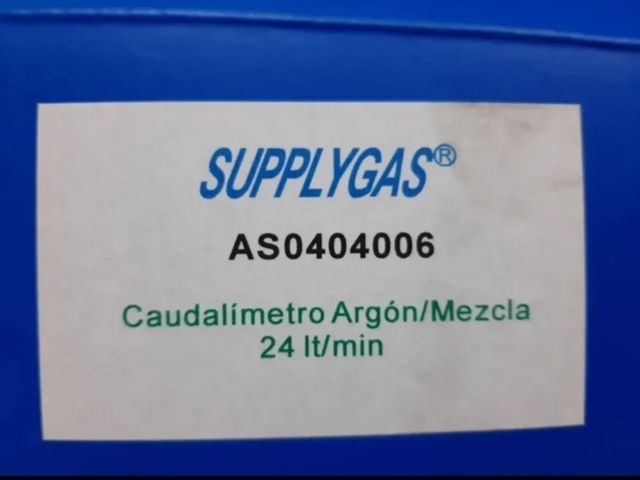 SUPPLYGAS®
AS0404006
Caudalímetro Argón/Mezcla
24 lt/min